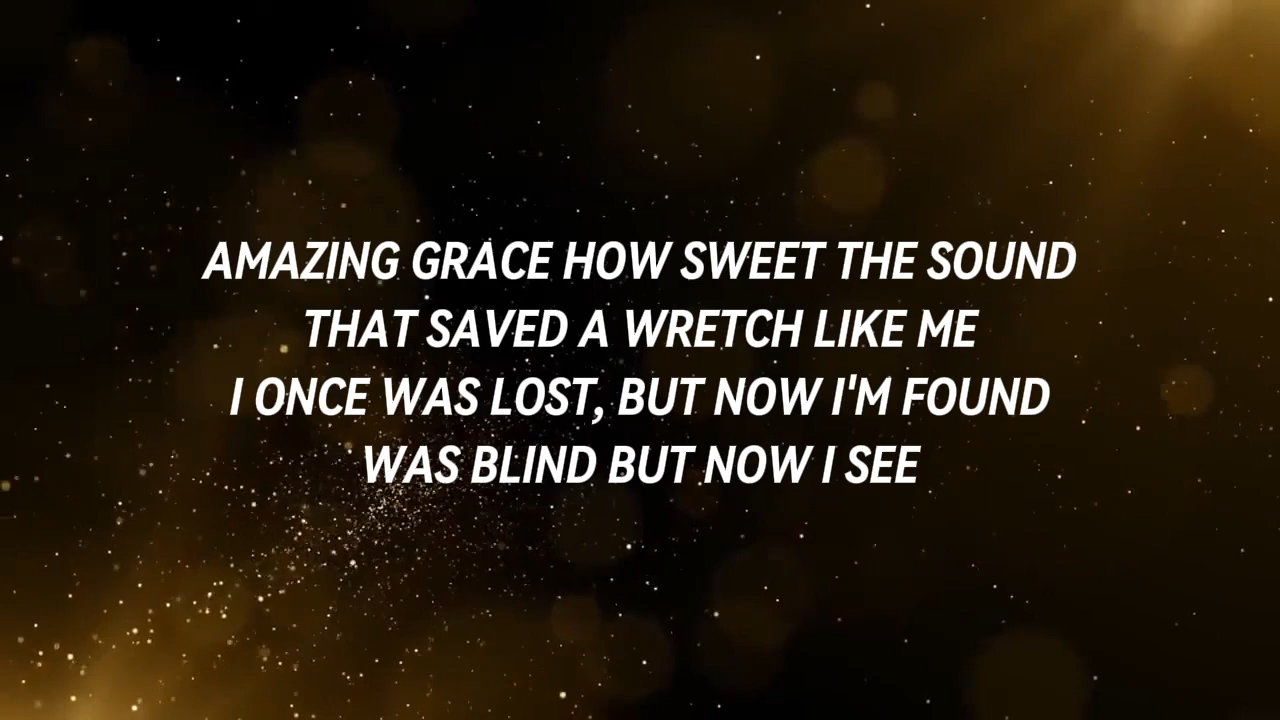 AMAZING GRACE HOW SWEET THE SOUND
THAT SAVED A WRETCH LIKE ME
I ONCE WAS LOST, BUT NOW I'M FOUND
WAS BLIND BUT NOW I SEE